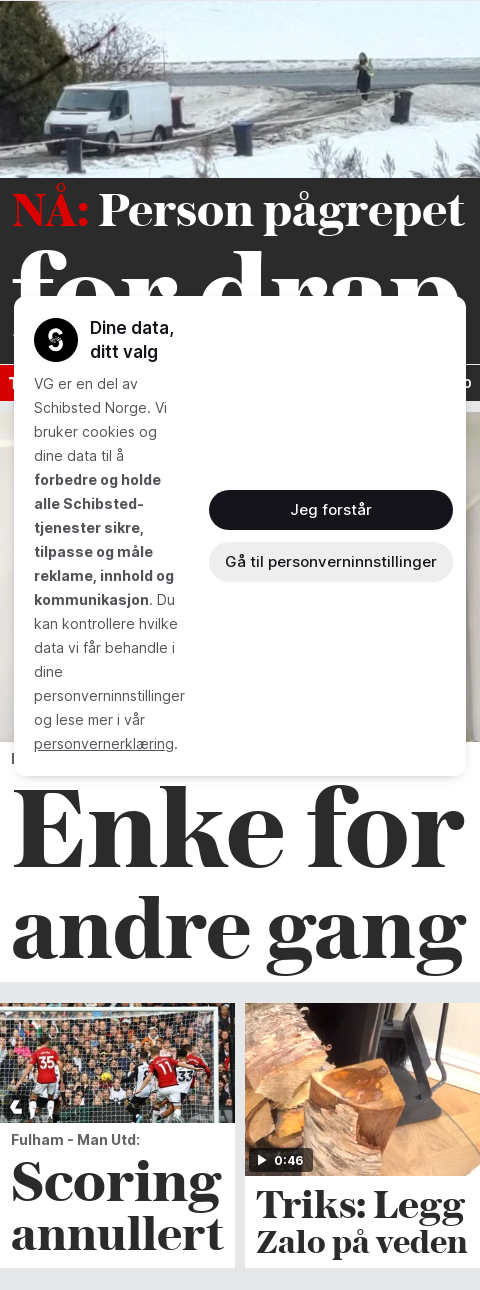 NÅ: Person pågrepet
for drap
Dine data,
ditt valg
VG er en del av
Schibsted Norge. Vi
bruker cookies og
dine data til å
forbedre og holde
alle Schibsted-
tjenester sikre,
tilpasse og måle
reklame, innhold og
kommunikasjon. Du
kan kontrollere hvilke
data vi får behandle i
dine
personverninnstillinger
og lese mer i vår
personvernerklæring.
Jeg forstår
Gå til personverninnstillinger
Enke for
andre gang
35
11
33
Fulham - Man Utd:
Scoring
annullert
0:46
Triks: Legg
Zalo på veden